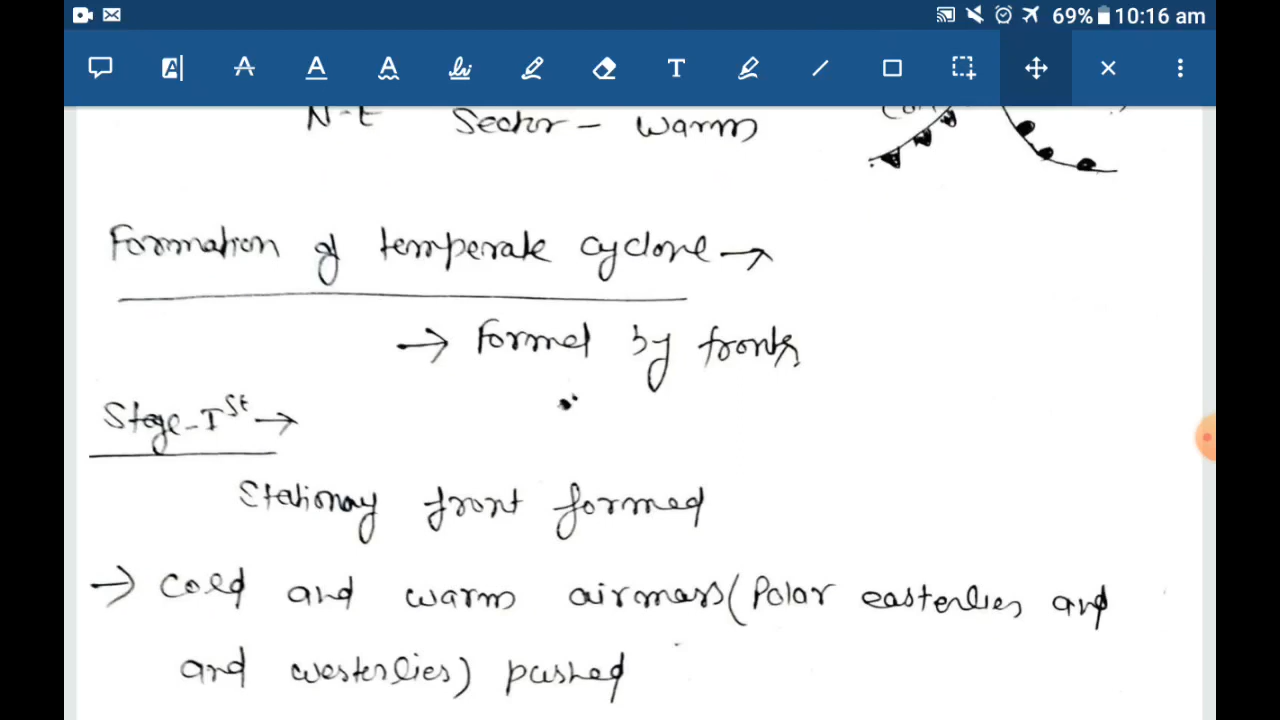 69% 10:16 am
N-E Sector - Warm
Formation of temperate cyclone →
→ Formed by fronts
Stage-Ist →
Stationay front formed
→ Cold and warm airmass (Polar easterlies and
and westerlies) pushed